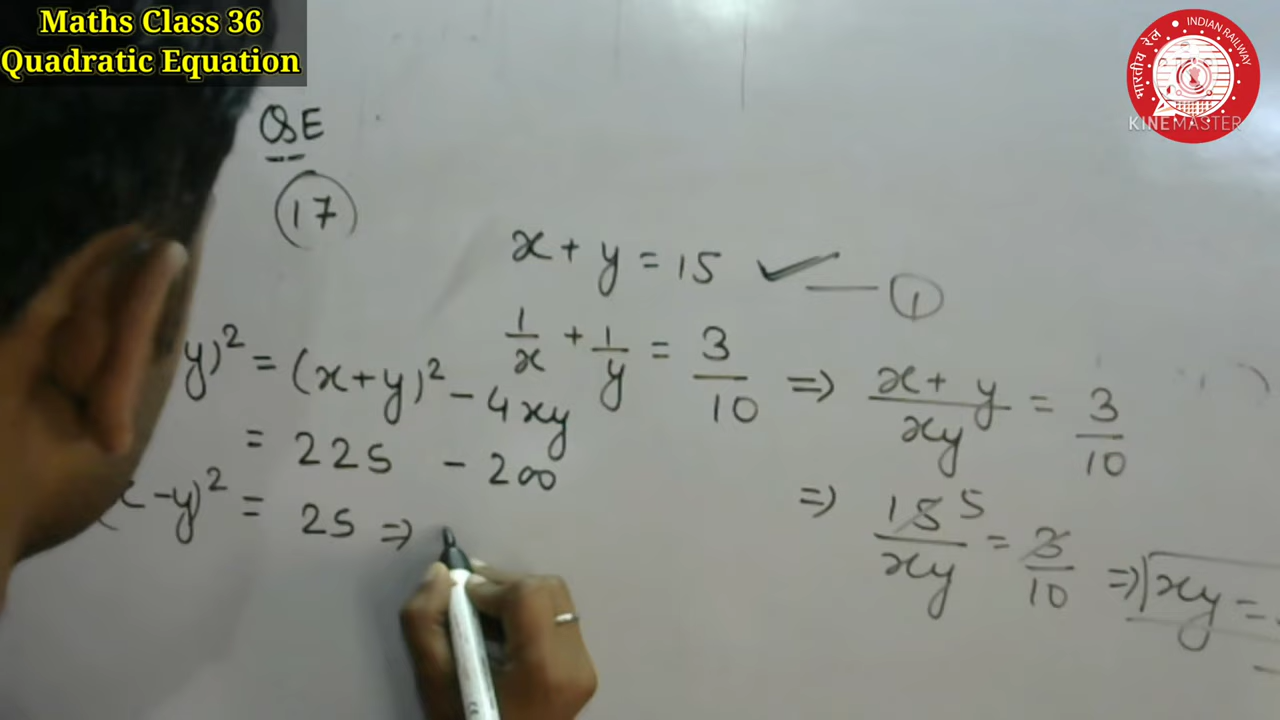 Maths Class 36
Quadratic Equation
भारतीय रेल INDIAN RAILWAY
KINEMASTER
QSE
17
x + y = 15 ✓ — 1
1/x + 1/y = 3/10 ⇒ x + y/xy = 3/10
y)² = (x+y)² - 4xy
= 225 - 200
⇒ 15 5/xy = 3/10 ⇒ xy =
x-y)² = 25 ⇒